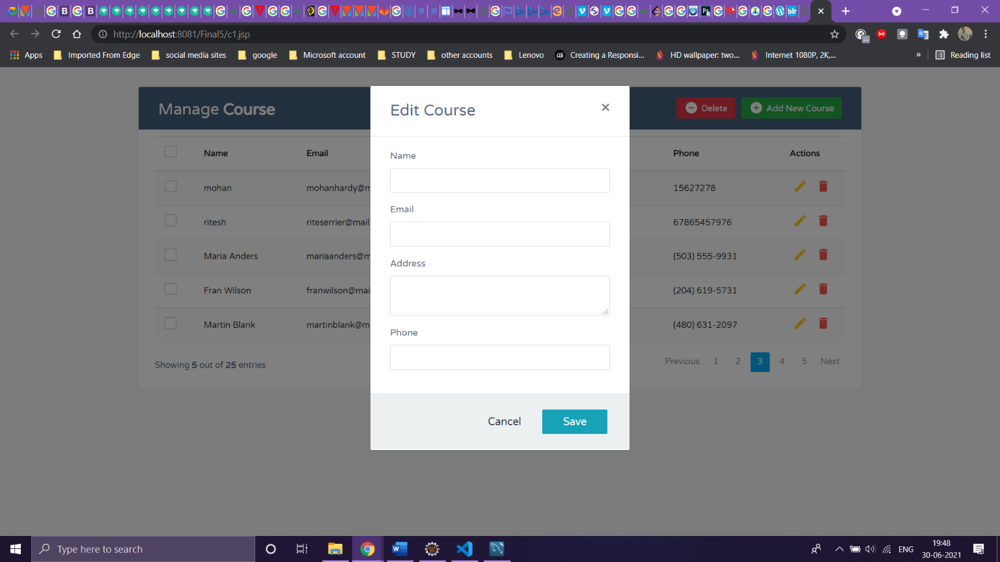 http://localhost:8081/Final5/c1.jsp
Apps
Imported From Edge
social media sites
google
Microsoft account
STUDY
other accounts
Lenovo
Creating a Responsi...
HD wallpaper: two...
Internet 1080P, 2K,...
»
Reading list
Manage Course
Delete
Add New Course
Edit Course
Name Email Phone Actions
mohan mohanhardy@m 15627278
ritesh riteserrier@mail 67865457976
Maria Anders mariaanders@m (503) 555-9931
Fran Wilson franwilson@mai (204) 619-5731
Martin Blank martinblank@m (480) 631-2097
Showing 5 out of 25 entries
Previous 1 2 3 4 5 Next
Name
Email
Address
Phone
Cancel
Save
Type here to search
ENG
19:48
30-06-2021